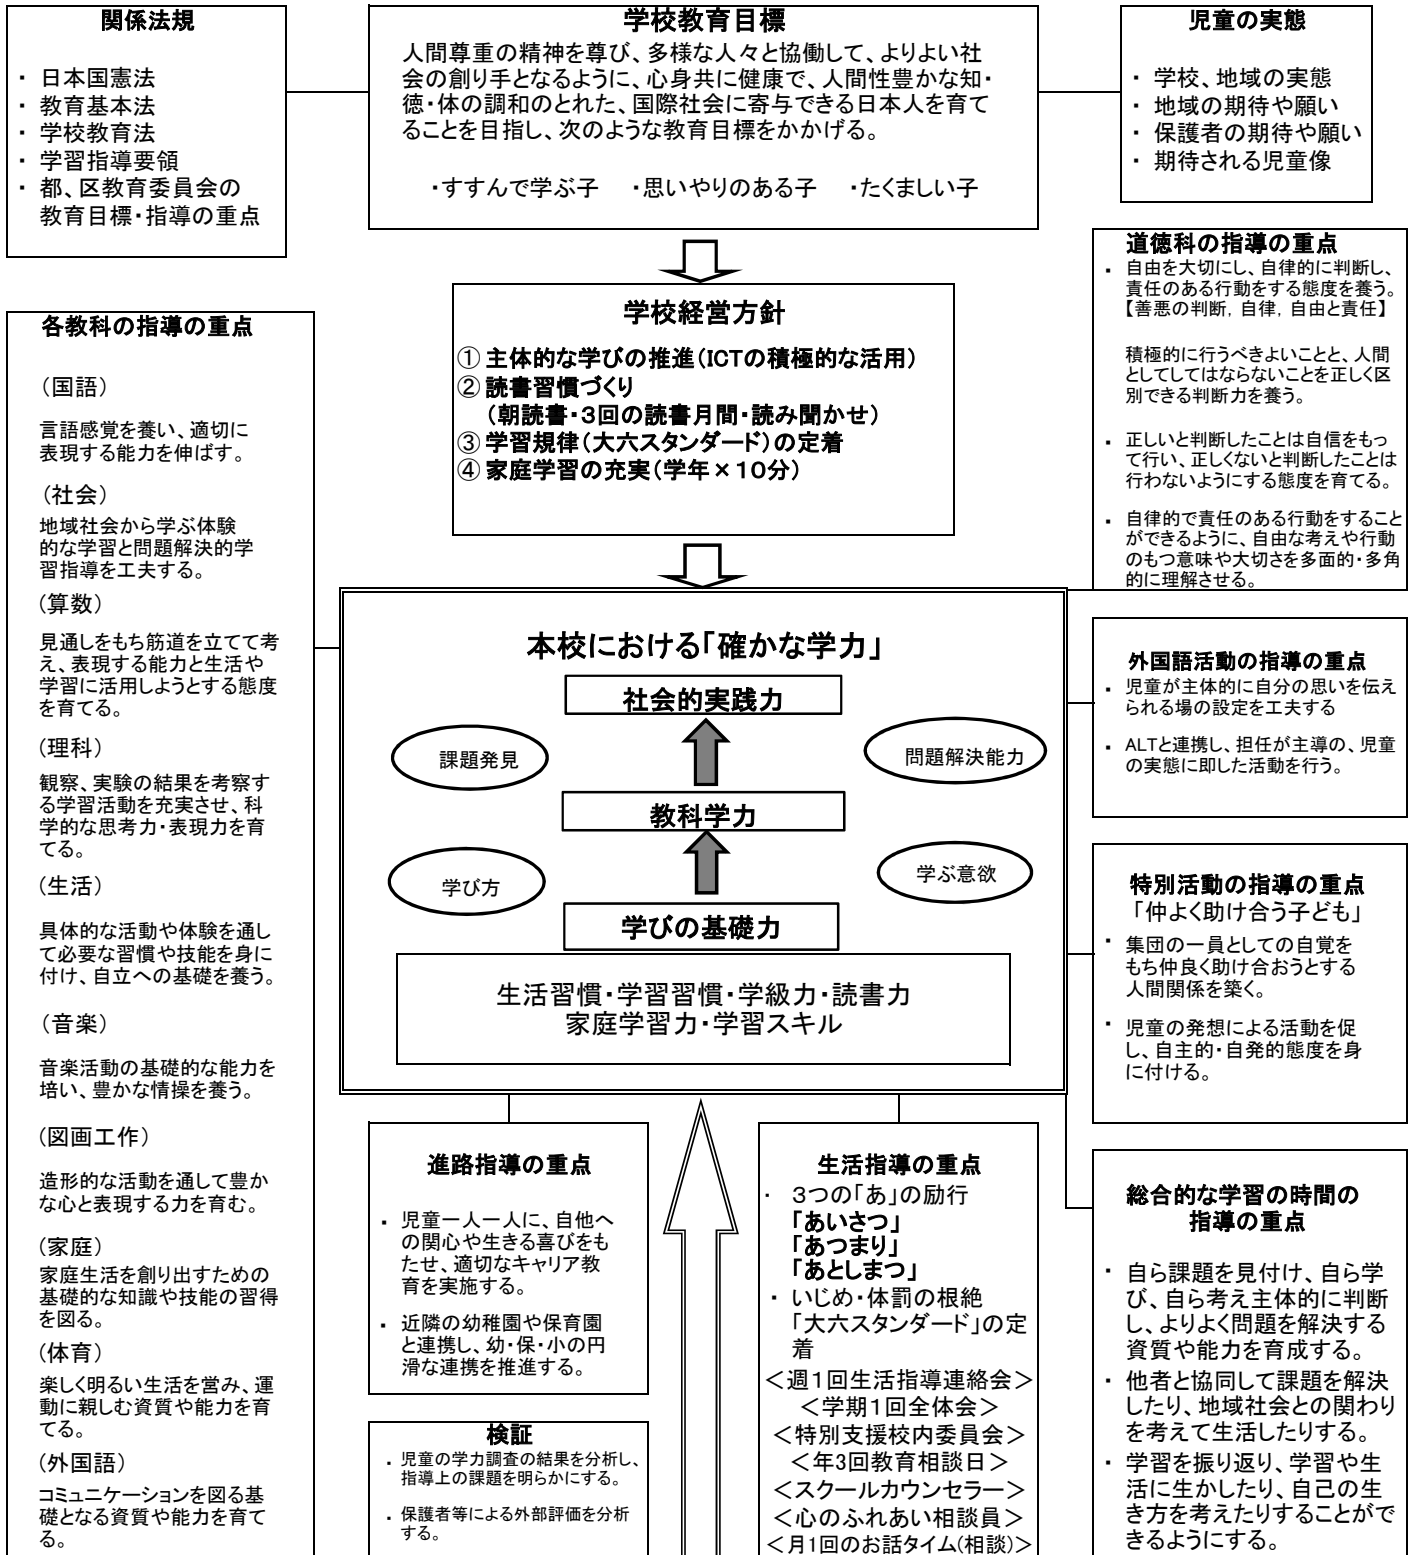 関係法規
・ 日本国憲法
・ 教育基本法
・ 学校教育法
・ 学習指導要領
・ 都、区教育委員会の
教育目標・指導の重点
学校教育目標
人間尊重の精神を尊び、多様な人々と協働して、よりよい社
会の創り手となるように、心身共に健康で、人間性豊かな知・
徳・体の調和のとれた、国際社会に寄与できる日本人を育て
ることを目指し、次のような教育目標をかかげる。
・すすんで学ぶ子 ・思いやりのある子 ・たくましい子
児童の実態
・ 学校、地域の実態
・ 地域の期待や願い
・ 保護者の期待や願い
・ 期待される児童像
学校経営方針
① 主体的な学びの推進(ICTの積極的な活用)
② 読書習慣づくり
(朝読書・3回の読書月間・読み聞かせ)
③ 学習規律(大六スタンダード)の定着
④ 家庭学習の充実(学年×10分)
各教科の指導の重点
(国語)
言語感覚を養い、適切に
表現する能力を伸ばす。
(社会)
地域社会から学ぶ体験
的な学習と問題解決的学
習指導を工夫する。
(算数)
見通しをもち筋道を立てて考
え、表現する能力と生活や
学習に活用しようとする態度
を育てる。
(理科)
観察、実験の結果を考察す
る学習活動を充実させ、科
学的な思考力・表現力を育
てる。
(生活)
具体的な活動や体験を通し
て必要な習慣や技能を身に
付け、自立への基礎を養う。
(音楽)
音楽活動の基礎的な能力を
培い、豊かな情操を養う。
(図画工作)
造形的な活動を通して豊か
な心と表現する力を育む。
(家庭)
家庭生活を創り出すための
基礎的な知識や技能の習得
を図る。
(体育)
楽しく明るい生活を営み、運
動に親しむ資質や能力を育
てる。
(外国語)
コミュニケーションを図る基
礎となる資質や能力を育て
る。
本校における「確かな学力」
社会的実践力
課題発見
問題解決能力
教科学力
学び方
学ぶ意欲
学びの基礎力
生活習慣・学習習慣・学級力・読書力
家庭学習力・学習スキル
進路指導の重点
・ 児童一人一人に、自他へ
の関心や生きる喜びをも
たせ、適切なキャリア教
育を実施する。
・ 近隣の幼稚園や保育園
と連携し、幼・保・小の円
滑な連携を推進する。
検証
・ 児童の学力調査の結果を分析し、
指導上の課題を明らかにする。
・ 保護者等による外部評価を分析
する。
生活指導の重点
・ 3つの「あ」の励行
「あいさつ」
「あつまり」
「あとしまつ」
・ いじめ・体罰の根絶
「大六スタンダード」の定
着
<週1回生活指導連絡会>
<学期1回全体会>
<特別支援校内委員会>
<年3回教育相談日>
<スクールカウンセラー>
<心のふれあい相談員>
<月1回のお話タイム(相談)>
道徳科の指導の重点
・ 自由を大切にし、自律的に判断し、
責任のある行動をする態度を養う。
【善悪の判断, 自律, 自由と責任】
積極的に行うべきよいことと、人間
としてしてはならないことを正しく区
別できる判断力を養う。
・ 正しいと判断したことは自信をもっ
て行い、正しくないと判断したことは
行わないようにする態度を育てる。
・ 自律的で責任のある行動をすること
ができるように、自由な考えや行動
のもつ意味や大切さを多面的・多角
的に理解させる。
外国語活動の指導の重点
・ 児童が主体的に自分の思いを伝え
られる場の設定を工夫する
・ ALTと連携し、担任が主導の、児童
の実態に即した活動を行う。
特別活動の指導の重点
「仲よく助け合う子ども」
・ 集団の一員としての自覚を
もち仲良く助け合おうとする
人間関係を築く。
・ 児童の発想による活動を促
し、自主的・自発的態度を身
に付ける。
総合的な学習の時間の
指導の重点
・ 自ら課題を見付け、自ら学
び、自ら考え主体的に判断
し、よりよく問題を解決する
資質や能力を育成する。
・ 他者と協同して課題を解決
したり、地域社会との関わり
を考えて生活したりする。
・ 学習を振り返り、学習や生
活に生かしたり、自己の生
き方を考えたりすることがで
きるようにする。